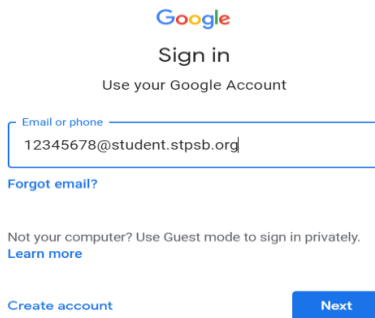 Google
Sign in
Use your Google Account
Email or phone
12345678@student.stpsb.org
Forgot email?
Not your computer? Use Guest mode to sign in privately.
Learn more
Create account
Next